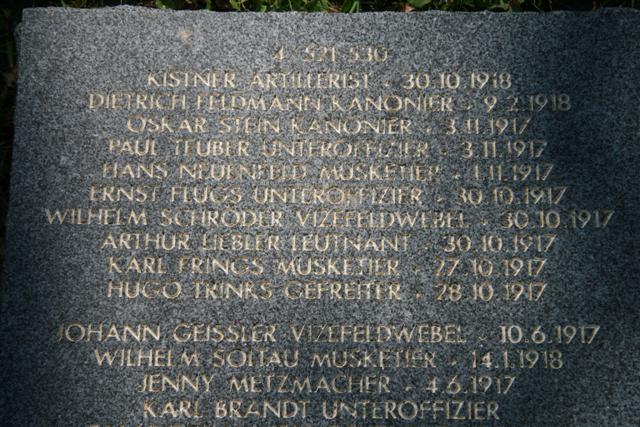 4 521-530
KISTNER ARTILLERIST · 30.10.1918
DIETRICH FELDMANN KANONIER · 9.2.1918
OSKAR STEIN KANONIER · 3.11.1917
PAUL TEUBER UNTEROFFIZIER · 3.11.1917
HANS NEUENFELD MUSKETIER · 1.11.1917
ERNST FLUGS UNTEROFFIZIER · 30.10.1917
WILHELM SCHRÖDER VIZEFELDWEBEL · 30.10.1917
ARTHUR LIEBLER LEUTNANT · 30.10.1917
KARL FRINGS MUSKETIER · 27.10.1917
HUGO TRINKS GEFREITER · 28.10.1917
JOHANN GEISSLER VIZEFELDWEBEL · 10.6.1917
WILHELM SOLTAU MUSKETIER · 14.1.1918
JENNY METZMACHER · 4.6.1917
KARL BRANDT UNTEROFFIZIER